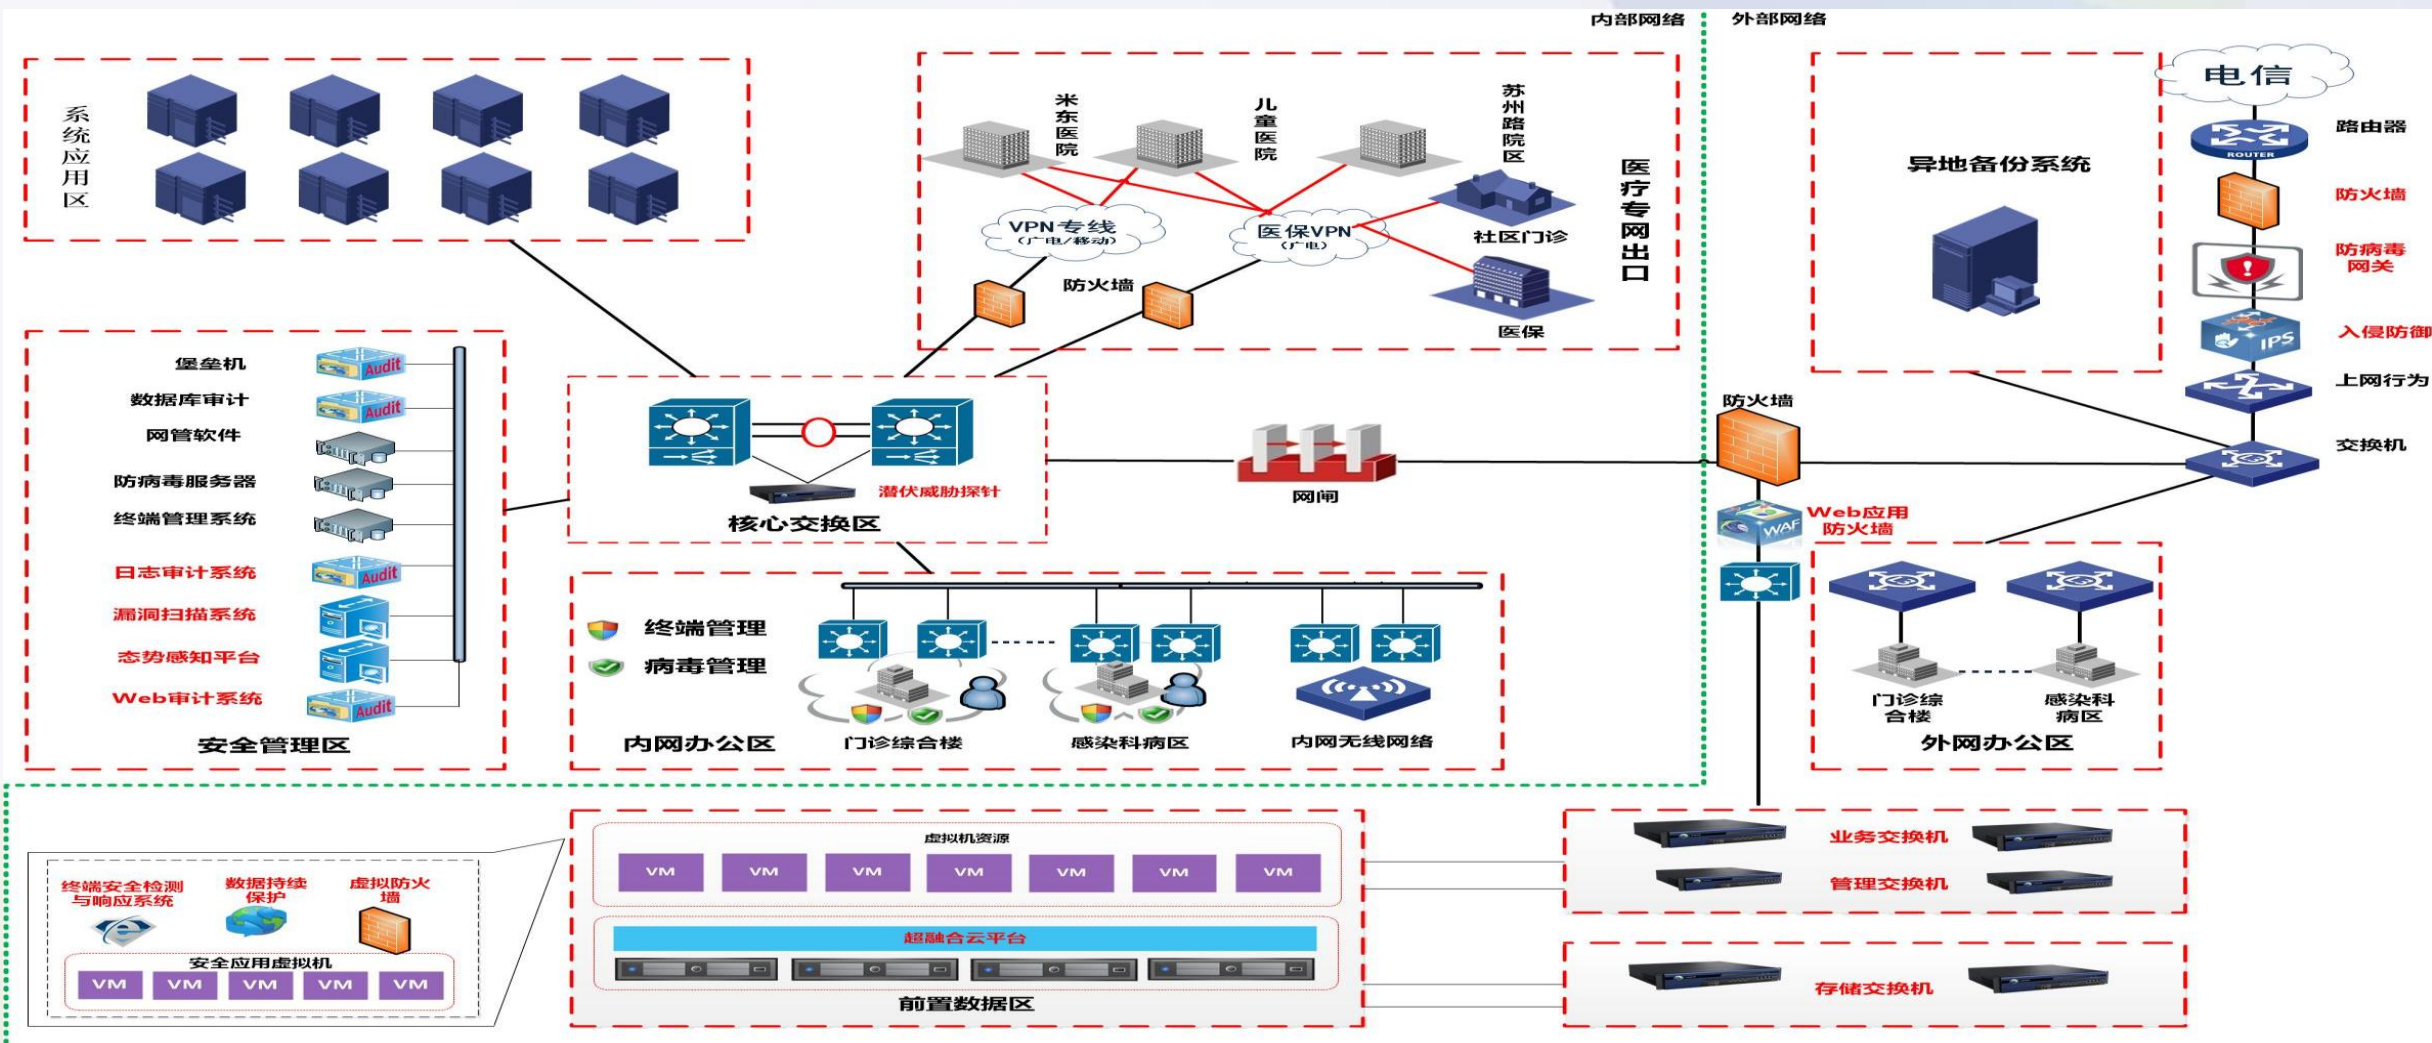 内部网络
外部网络
系统应用区
米东医院
儿童医院
苏州路院区
医疗专网出口
VPN专线
（广电/移动）
医保VPN
（广电）
社区门诊
医保
防火墙
异地备份系统
电信
路由器
ROUTER
防火墙
防病毒
网关
入侵防御
IPS
上网行为
交换机
堡垒机
Audit
数据库审计
Audit
网管软件
防病毒服务器
终端管理系统
日志审计系统
Audit
漏洞扫描系统
态势感知平台
Web审计系统
Audit
安全管理区
潜伏威胁探针
核心交换区
网闸
防火墙
Web应用
防火墙
WAF
终端管理
病毒管理
内网办公区
门诊综合楼
感染科病区
内网无线网络
门诊综
合楼
感染科
病区
外网办公区
虚拟机资源
VM VM VM VM VM VM VM
超融合云平台
前置数据区
业务交换机
管理交换机
存储交换机
终端安全检测
与响应系统
数据持续
保护
虚拟防火
墙
安全应用虚拟机
VM VM VM VM VM